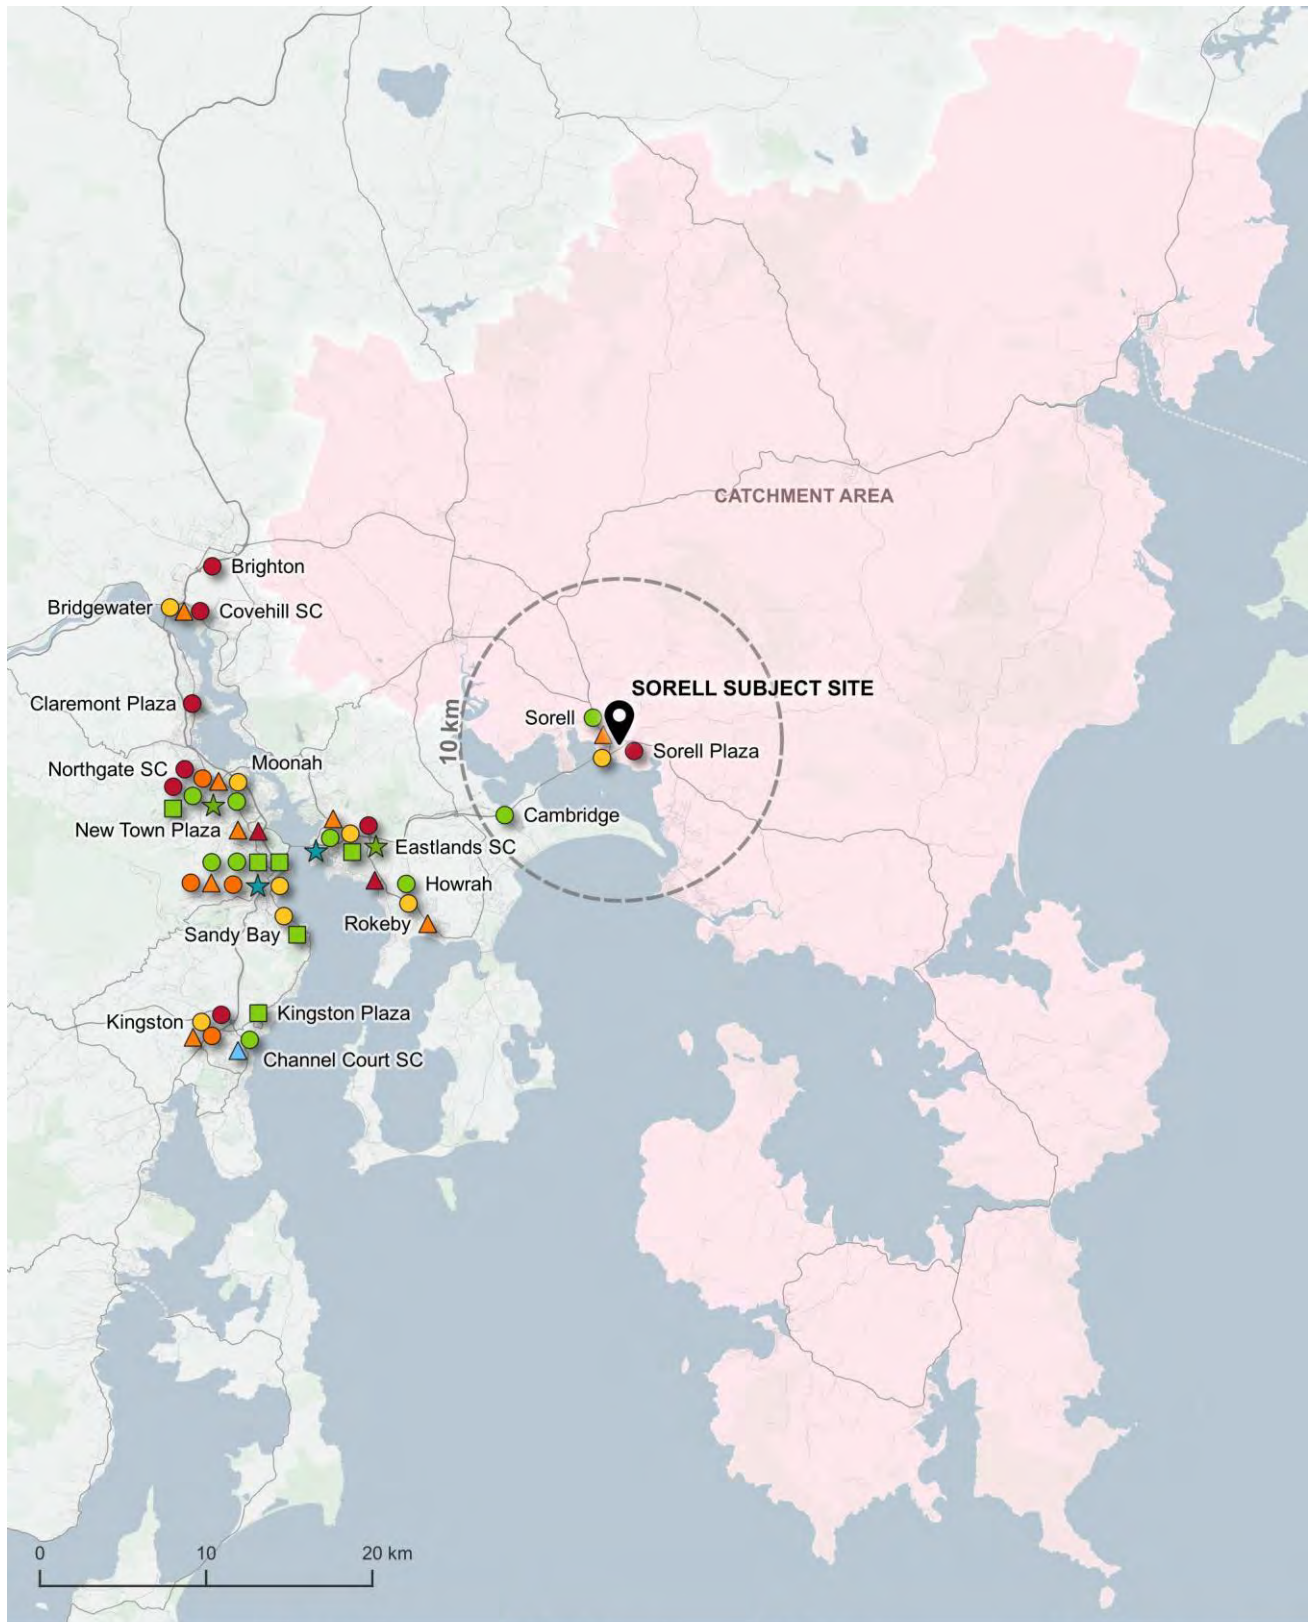 CATCHMENT AREA
Brighton
Bridgewater
Covehill SC
SORELL SUBJECT SITE
Claremont Plaza
Sorell
10 km
Sorell Plaza
Moonah
Northgate SC
Cambridge
New Town Plaza
Eastlands SC
Howrah
Rokeby
Sandy Bay
Kingston Plaza
Kingston
Channel Court SC
0 10 20 km